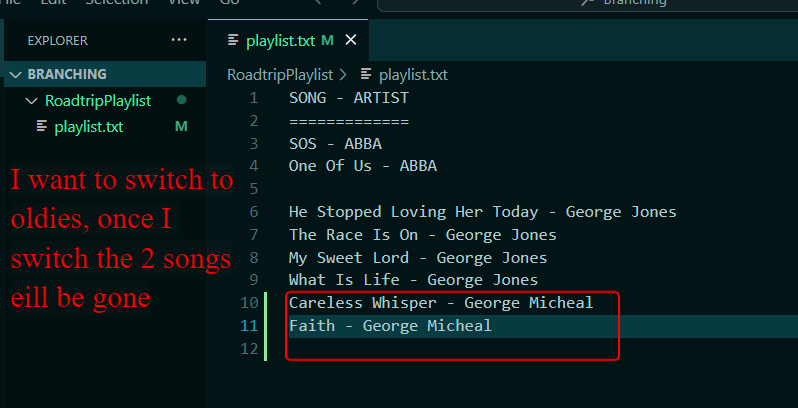 Edit
Selection
View
Go
Branching
EXPLORER
playlist.txt M
BRANCHING
RoadtripPlaylist
playlist.txt M
I want to switch to
oldies, once I
switch the 2 songs
eill be gone
RoadtripPlaylist > playlist.txt
1 SONG - ARTIST
2 =============
3 SOS - ABBA
4 One Of Us - ABBA
5
6 He Stopped Loving Her Today - George Jones
7 The Race Is On - George Jones
8 My Sweet Lord - George Jones
9 What Is Life - George Jones
10 Careless Whisper - George Micheal
11 Faith - George Micheal
12